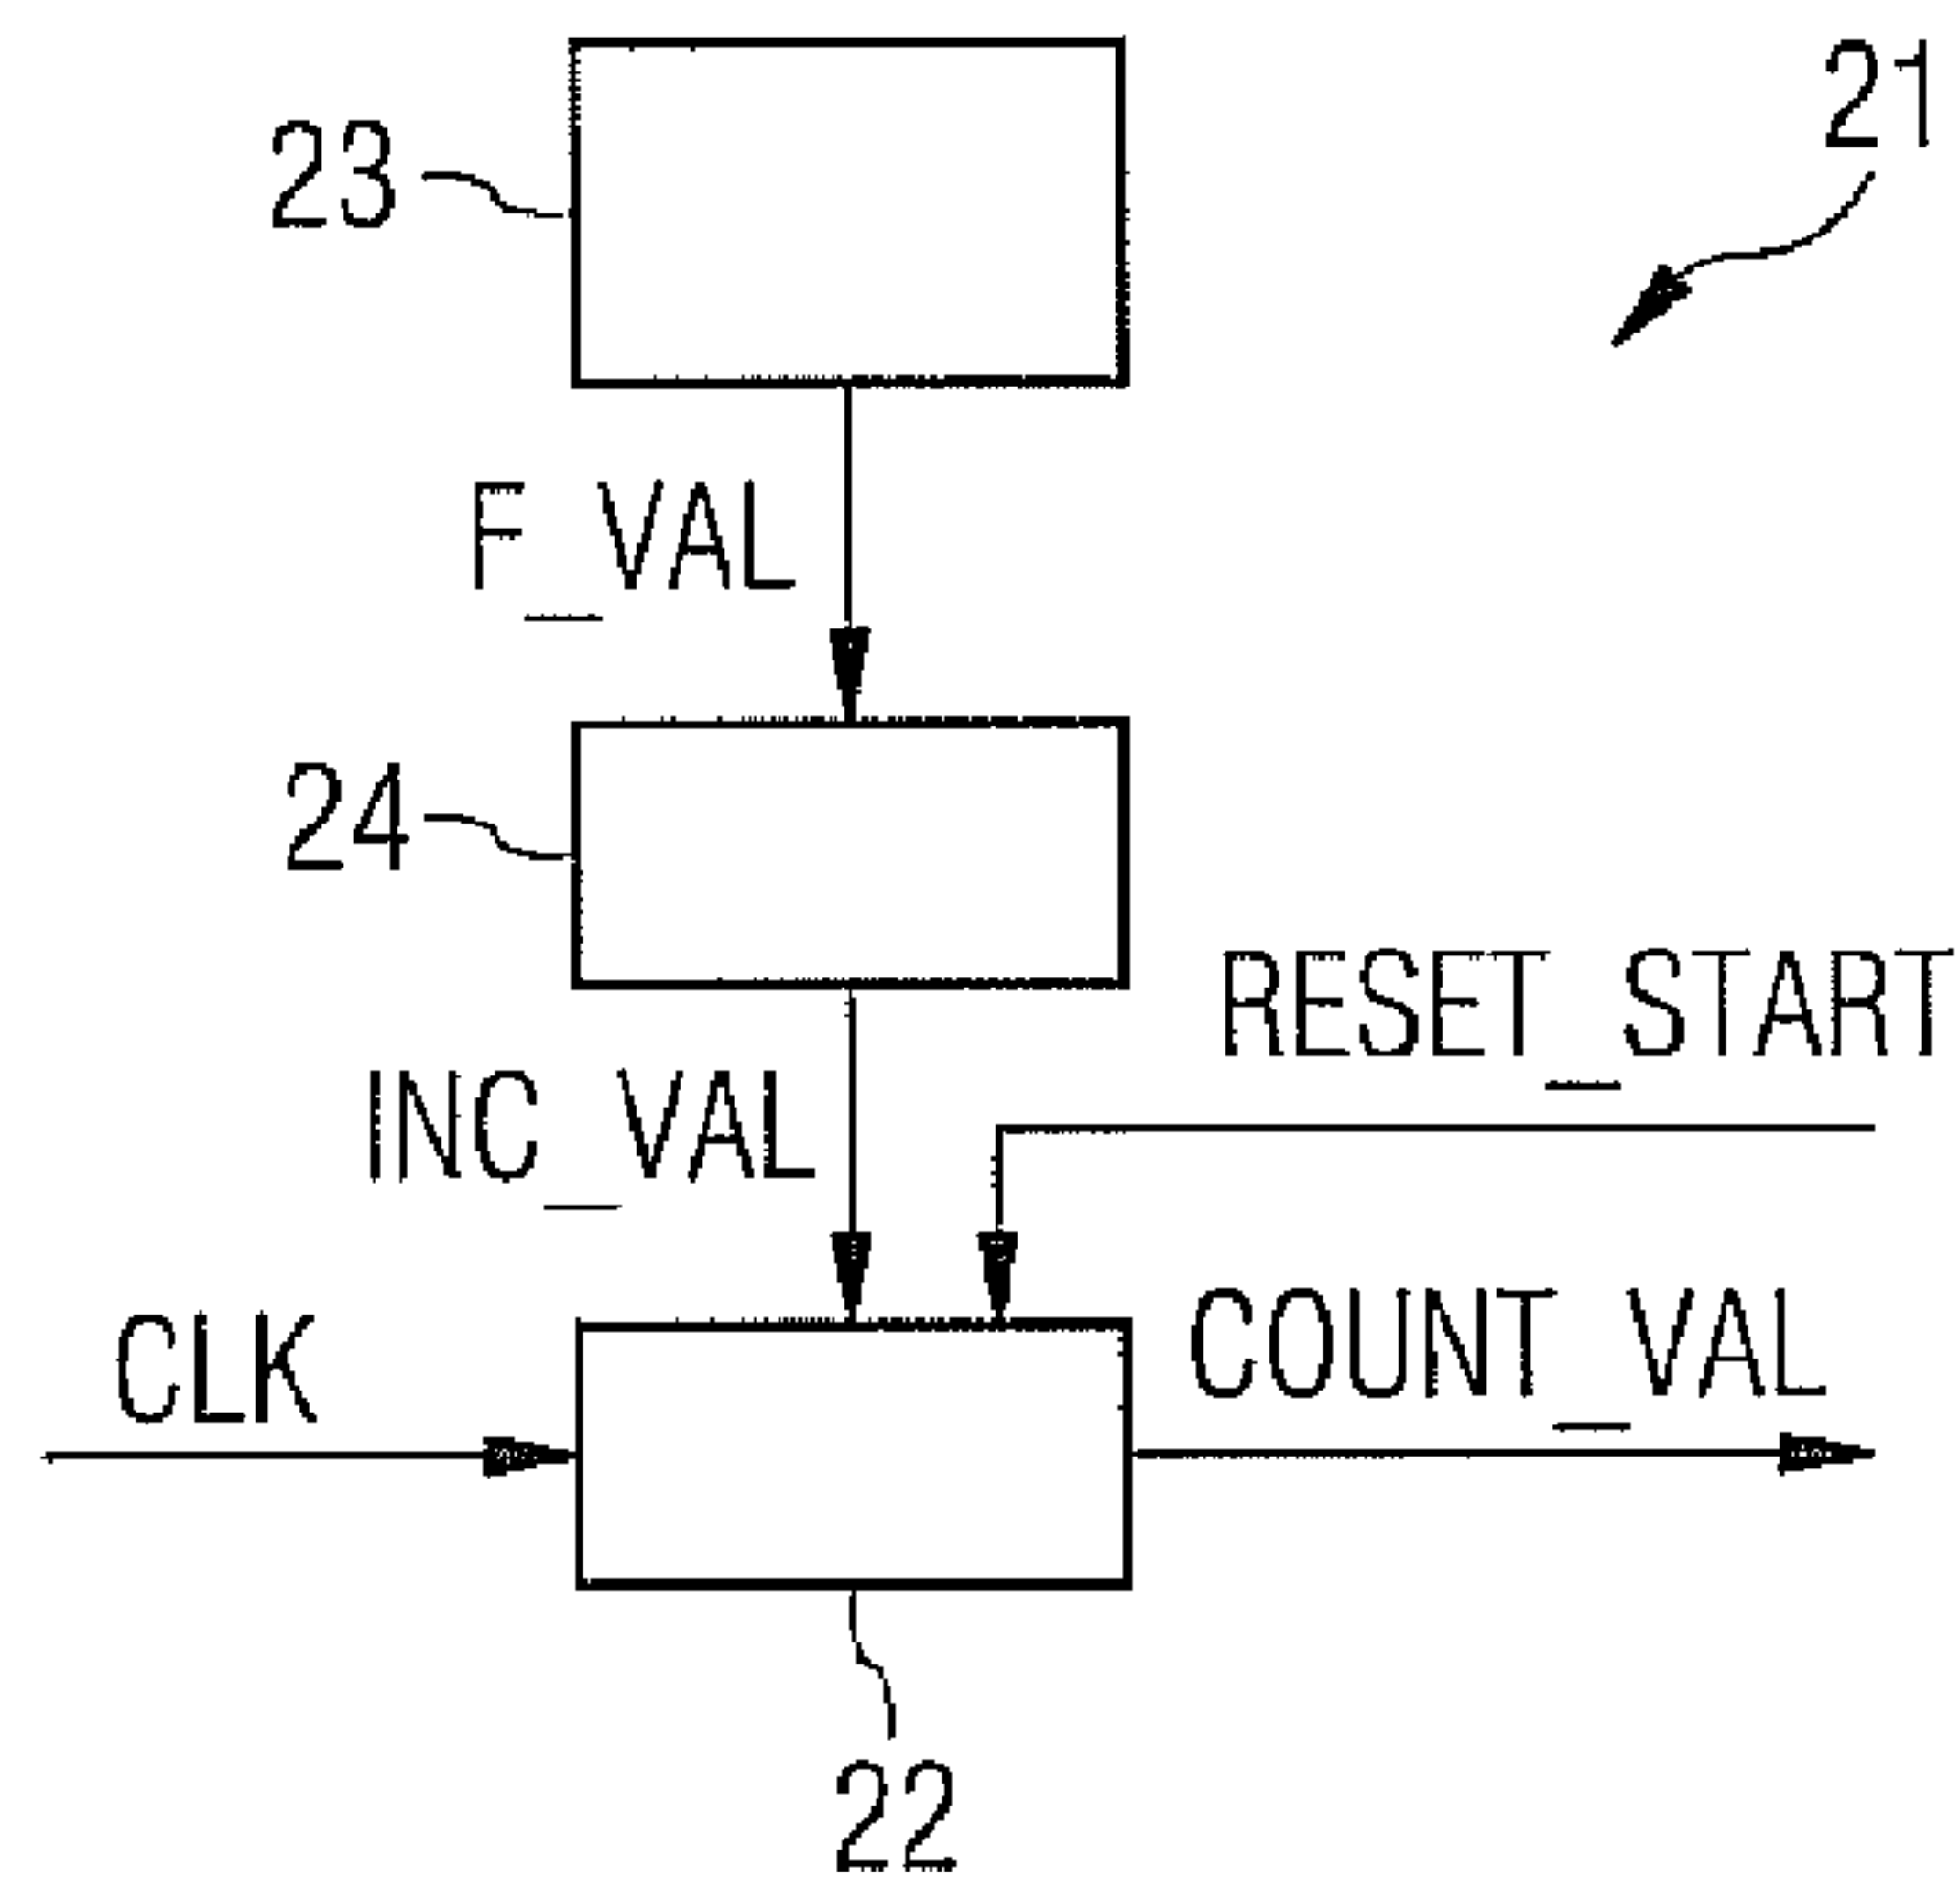 21
23
F_VAL
24
RESET_START
INC_VAL
CLK
COUNT_VAL
22